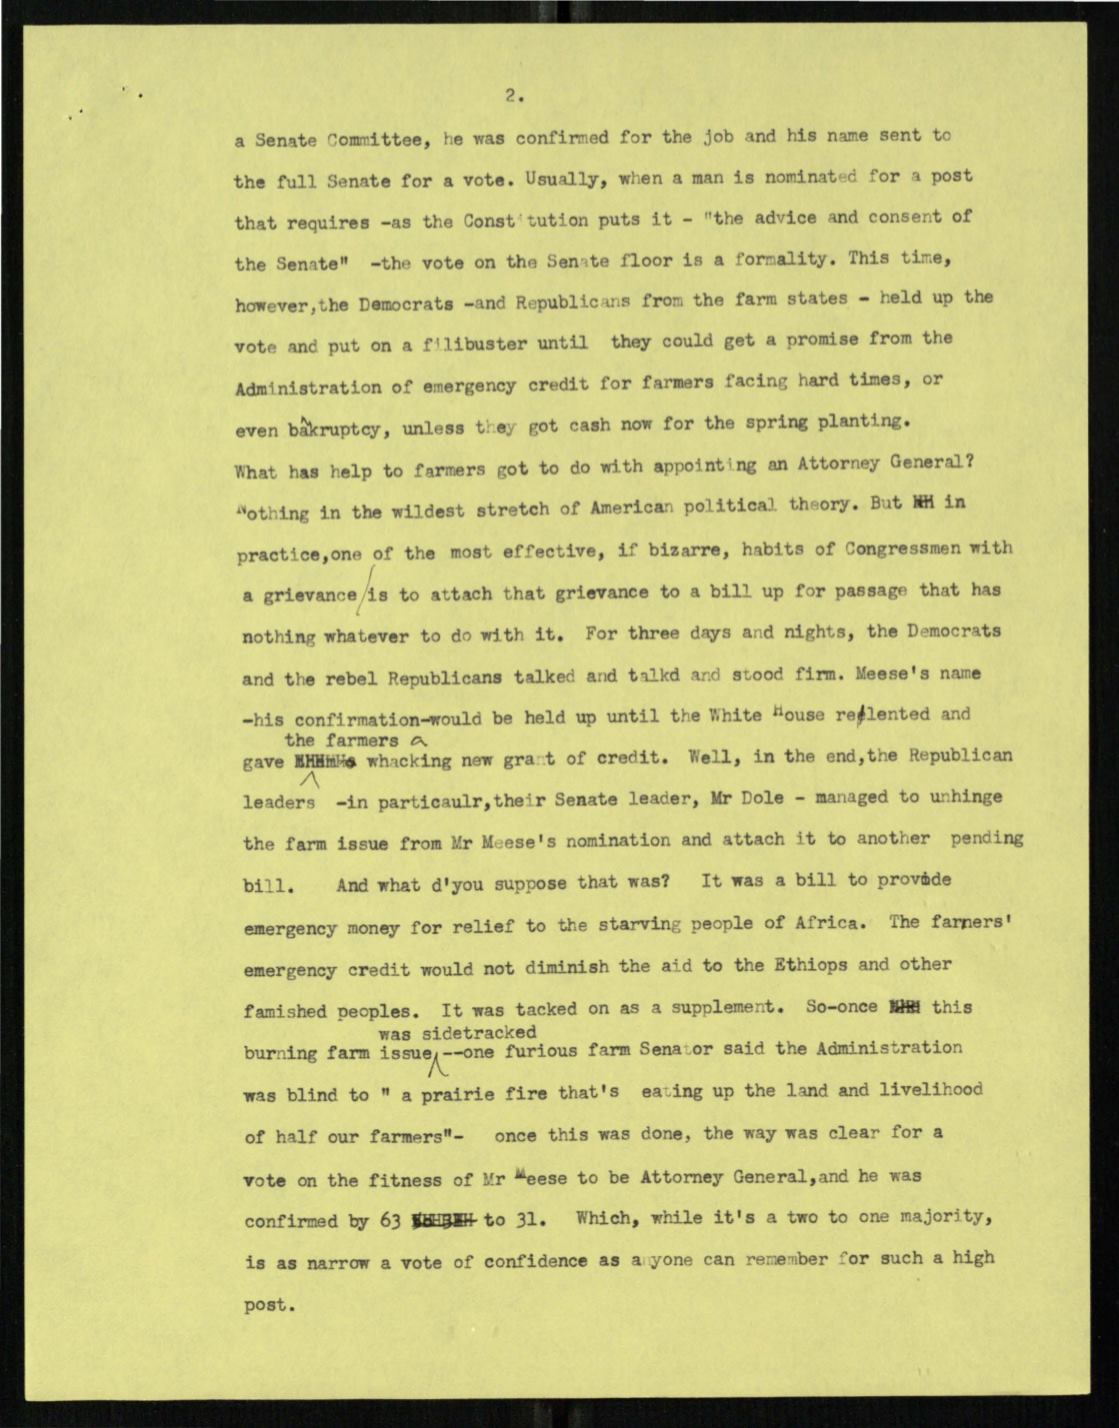 2.
a Senate Committee, he was confirmed for the job and his name sent to
the full Senate for a vote. Usually, when a man is nominated for a post
that requires -as the Constitution puts it - "the advice and consent of
the Senate" -the vote on the Senate floor is a formality. This time,
however,the Democrats -and Republicans from the farm states - held up the
vote and put on a filibuster until they could get a promise from the
Administration of emergency credit for farmers facing hard times, or
even bakruptcy, unless they got cash now for the spring planting.
What has help to farmers got to do with appointing an Attorney General?
Nothing in the wildest stretch of American political theory. But in
practice,one of the most effective, if bizarre, habits of Congressmen with
a grievance/is to attach that grievance to a bill up for passage that has
nothing whatever to do with it. For three days and nights, the Democrats
and the rebel Republicans talked and talkd and stood firm. Meese's name
-his confirmation-would be held up until the White House relented and
the farmers a
gave whacking new grant of credit. Well, in the end,the Republican
leaders -in particaulr,their Senate leader, Mr Dole - managed to unhinge
the farm issue from Mr Meese's nomination and attach it to another pending
bill. And what d'you suppose that was? It was a bill to provide
emergency money for relief to the starving people of Africa. The farmers'
emergency credit would not diminish the aid to the Ethiops and other
famished peoples. It was tacked on as a supplement. So-once this
was sidetracked
burning farm issue --one furious farm Senator said the Administration
was blind to " a prairie fire that's eating up the land and livelihood
of half our farmers"- once this was done, the way was clear for a
vote on the fitness of Mr Meese to be Attorney General,and he was
confirmed by 63 to 31. Which, while it's a two to one majority,
is as narrow a vote of confidence as anyone can remember for such a high
post.